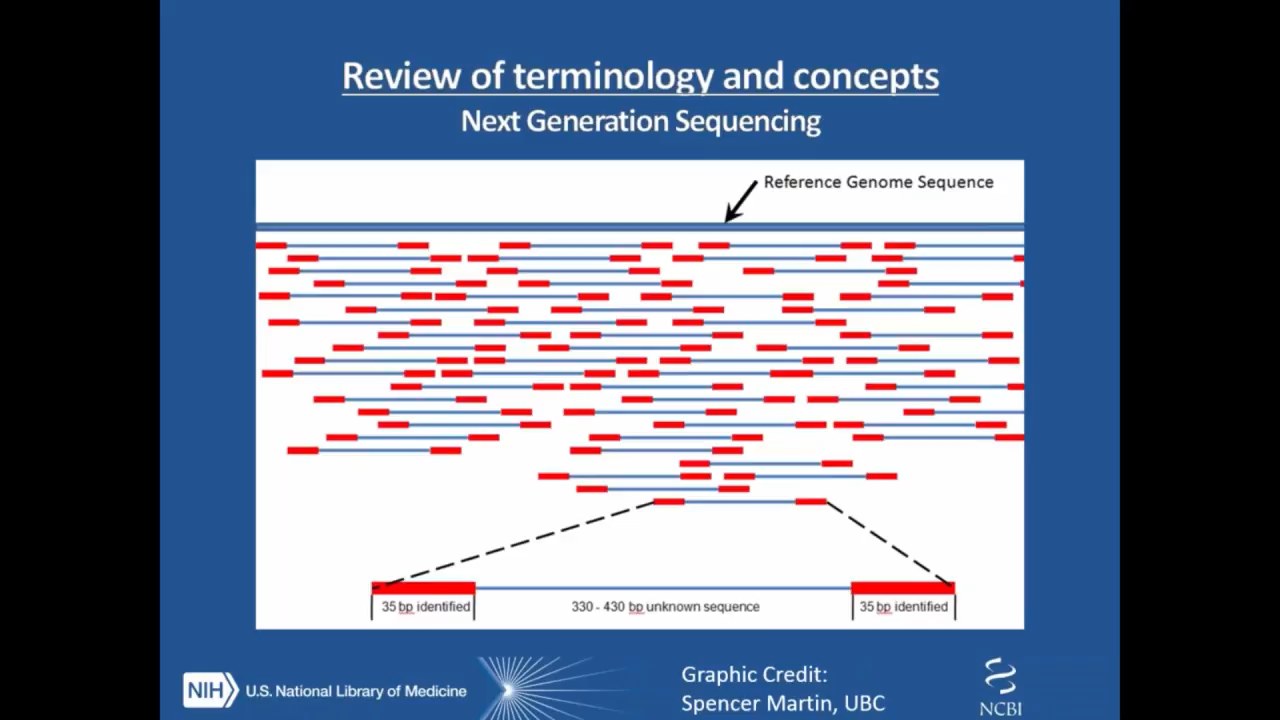 Review of terminology and concepts
Next Generation Sequencing
Reference Genome Sequence
35 bp identified
330 - 430 bp unknown sequence
35 bp identified
NIH U.S. National Library of Medicine
Graphic Credit:
Spencer Martin, UBC
NCBI